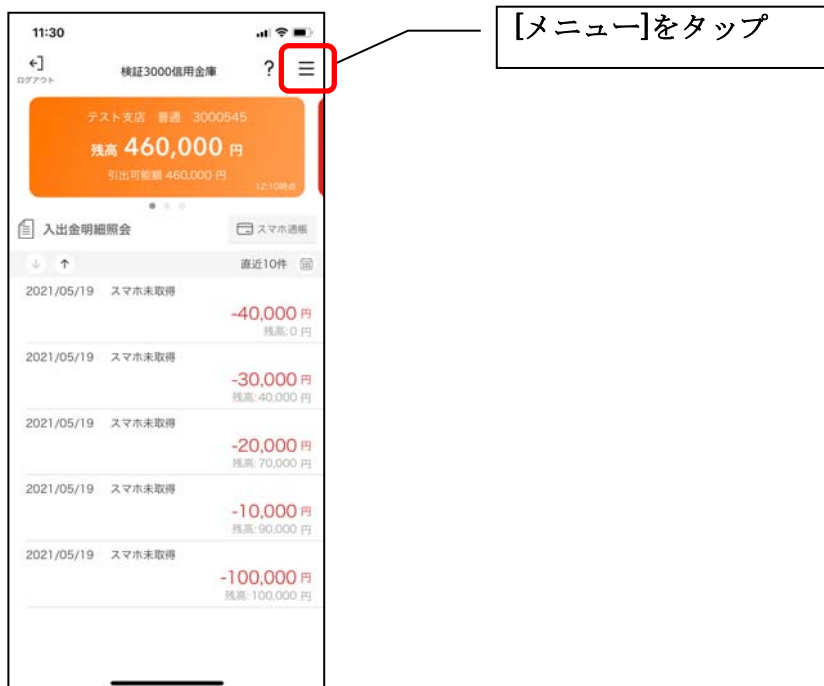 [メニュー]をタップ
11:30
ログアウト
検証3000信用金庫
?
テスト支店 普通 3000545
残高 460,000 円
引出可能額 460,000 円
12:10時点
入出金明細照会
スマホ通帳
直近10件
2021/05/19 スマホ未取得
-40,000 円
残高:0 円
2021/05/19 スマホ未取得
-30,000 円
残高:40,000 円
2021/05/19 スマホ未取得
-20,000 円
残高:70,000 円
2021/05/19 スマホ未取得
-10,000 円
残高:90,000 円
2021/05/19 スマホ未取得
-100,000 円
残高:100,000 円